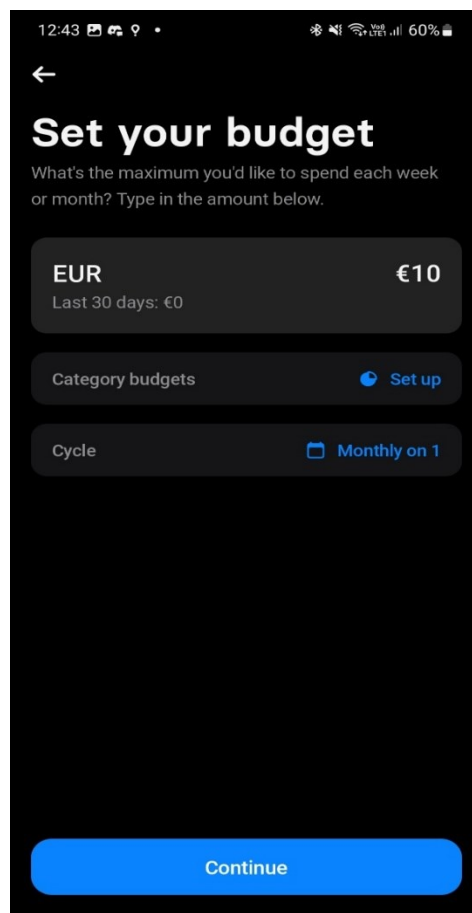 12:43 60%
Set your budget
What's the maximum you'd like to spend each week
or month? Type in the amount below.
EUR €10
Last 30 days: €0
Category budgets Set up
Cycle Monthly on 1
Continue